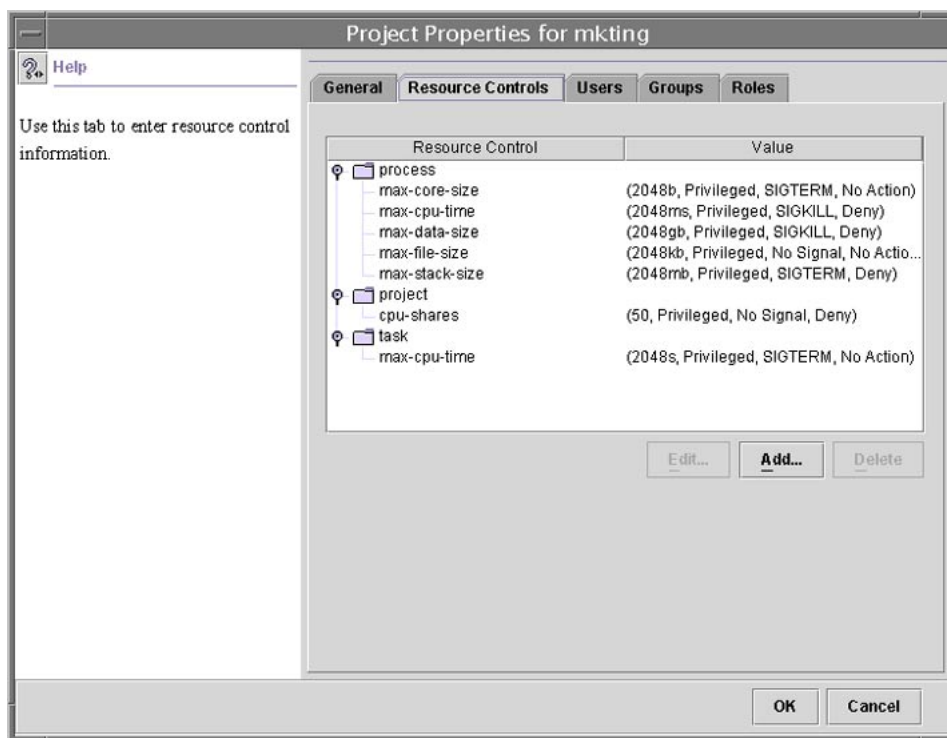 Project Properties for mkting
Help
Use this tab to enter resource control
information.
General Resource Controls Users Groups Roles
Resource Control Value
process
max-core-size (2048b, Privileged, SIGTERM, No Action)
max-cpu-time (2048ms, Privileged, SIGKILL, Deny)
max-data-size (2048gb, Privileged, SIGKILL, Deny)
max-file-size (2048kb, Privileged, No Signal, No Actio...
max-stack-size (2048mb, Privileged, SIGTERM, Deny)
project
cpu-shares (50, Privileged, No Signal, Deny)
task
max-cpu-time (2048s, Privileged, SIGTERM, No Action)
Edit... Add... Delete
OK Cancel